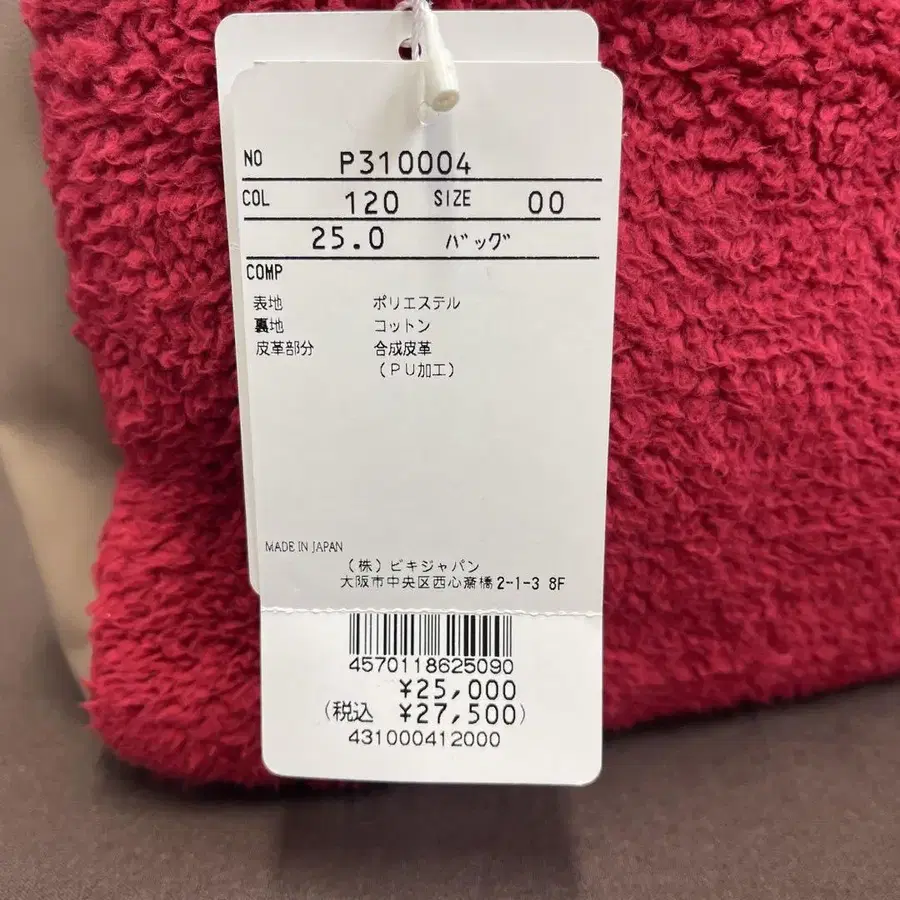 NO P310004
COL 120 SIZE 00
25.0 バッグ
COMP
表地 ポリエステル
裏地 コットン
皮革部分 合成皮革
(PU加工)
MADE IN JAPAN
(株)ビキジャパン
大阪市中央区西心斎橋2-1-3 8F
4570118625090
¥25,000
(税込 ¥27,500)
431000412000